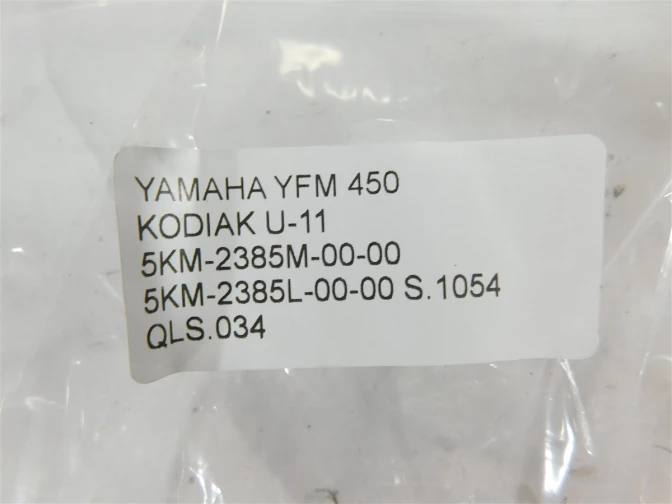 YAMAHA YFM 450
KODIAK U-11
5KM-2385M-00-00
5KM-2385L-00-00 S.1054
QLS.034